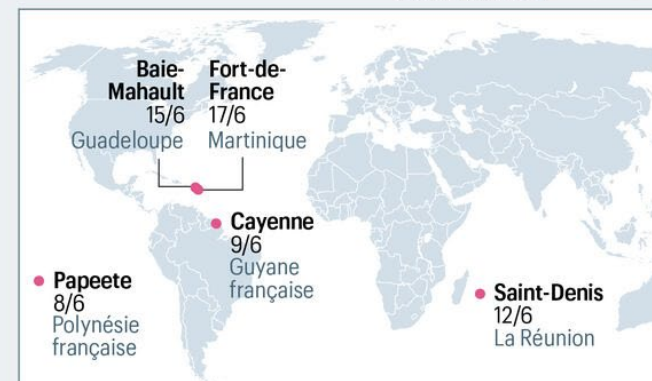 Baie-
Mahault
15/6
Guadeloupe
Fort-de-
France
17/6
Martinique
Cayenne
9/6
Guyane
française
Papeete
8/6
Polynésie
française
Saint-Denis
12/6
La Réunion